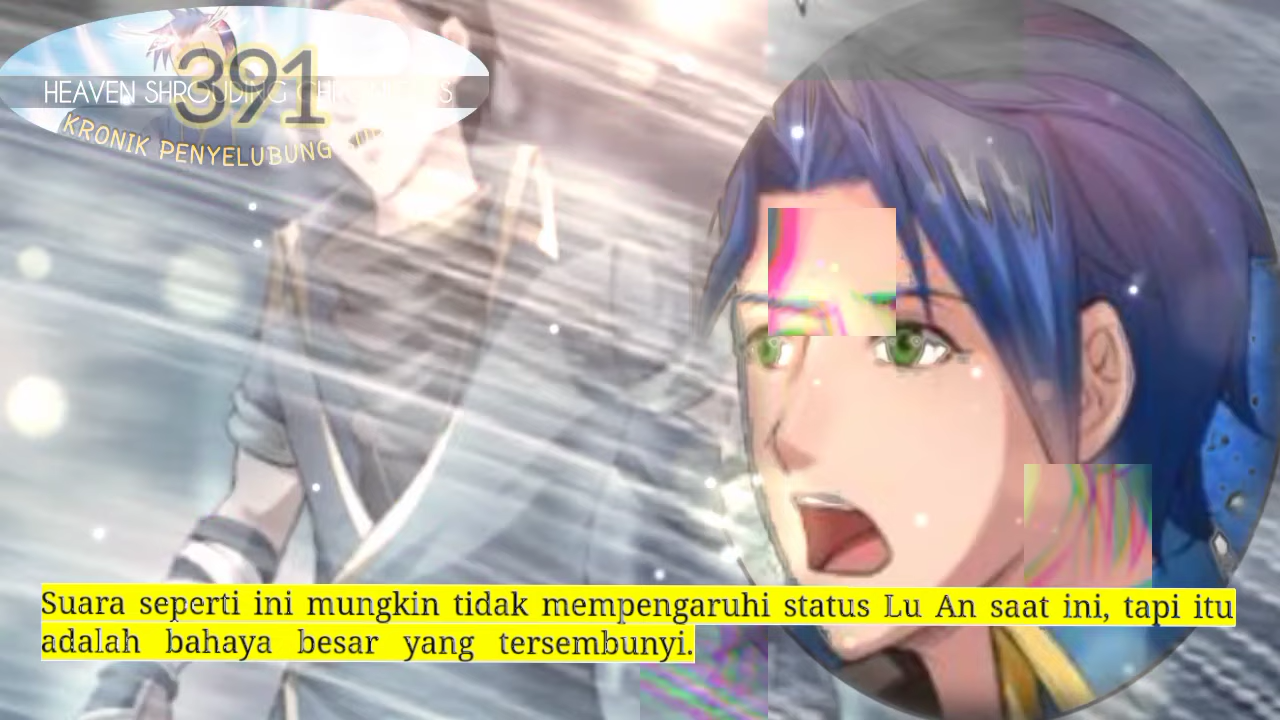 391
HEAVEN SHROUDING
KRONIK PENYELUBUNG
Suara seperti ini mungkin tidak mempengaruhi status Lu An saat ini, tapi itu
adalah bahaya besar yang tersembunyi.